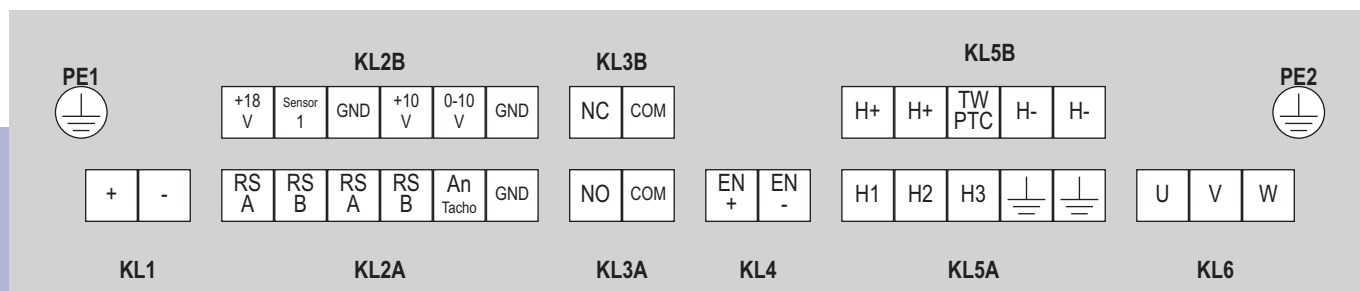 KL2B KL3B KL5B
PE1 PE2
+18 V Sensor 1 GND +10 V 0-10 V GND NC COM H+ H+ TW PTC H- H-
+ - RS A RS B RS A RS B An Tacho GND NO COM EN + EN - H1 H2 H3 U V W
KL1 KL2A KL3A KL4 KL5A KL6